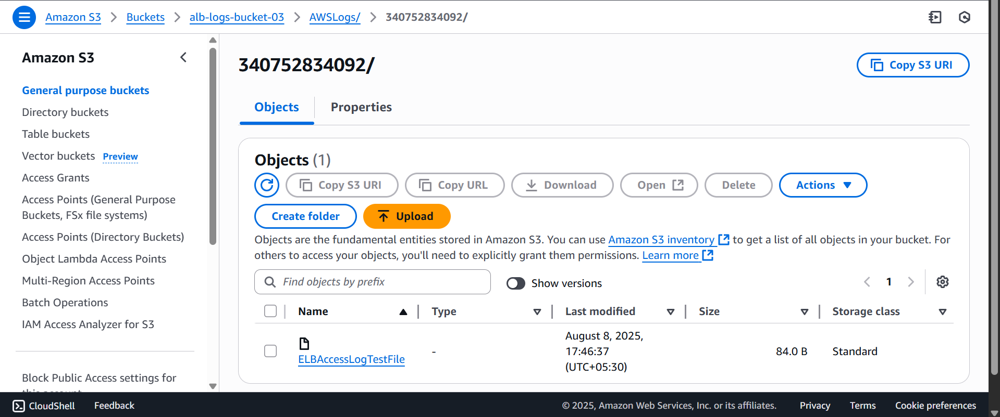 Amazon S3 > Buckets > alb-logs-bucket-03 > AWSLogs/ > 340752834092/
Amazon S3
General purpose buckets
Directory buckets
Table buckets
Vector buckets Preview
Access Grants
Access Points (General Purpose
Buckets, FSx file systems)
Access Points (Directory Buckets)
Object Lambda Access Points
Multi-Region Access Points
Batch Operations
IAM Access Analyzer for S3
Block Public Access settings for
this account
340752834092/
Copy S3 URI
Objects Properties
Objects (1)
Copy S3 URI Copy URL Download Open Delete Actions
Create folder Upload
Objects are the fundamental entities stored in Amazon S3. You can use Amazon S3 inventory to get a list of all objects in your bucket. For
others to access your objects, you'll need to explicitly grant them permissions. Learn more
Find objects by prefix Show versions 1
Name Type Last modified Size Storage class
ELBAccessLogTestFile - August 8, 2025,
17:46:37
(UTC+05:30) 84.0 B Standard
CloudShell Feedback © 2025, Amazon Web Services, Inc. or its affiliates. Privacy Terms Cookie preferences